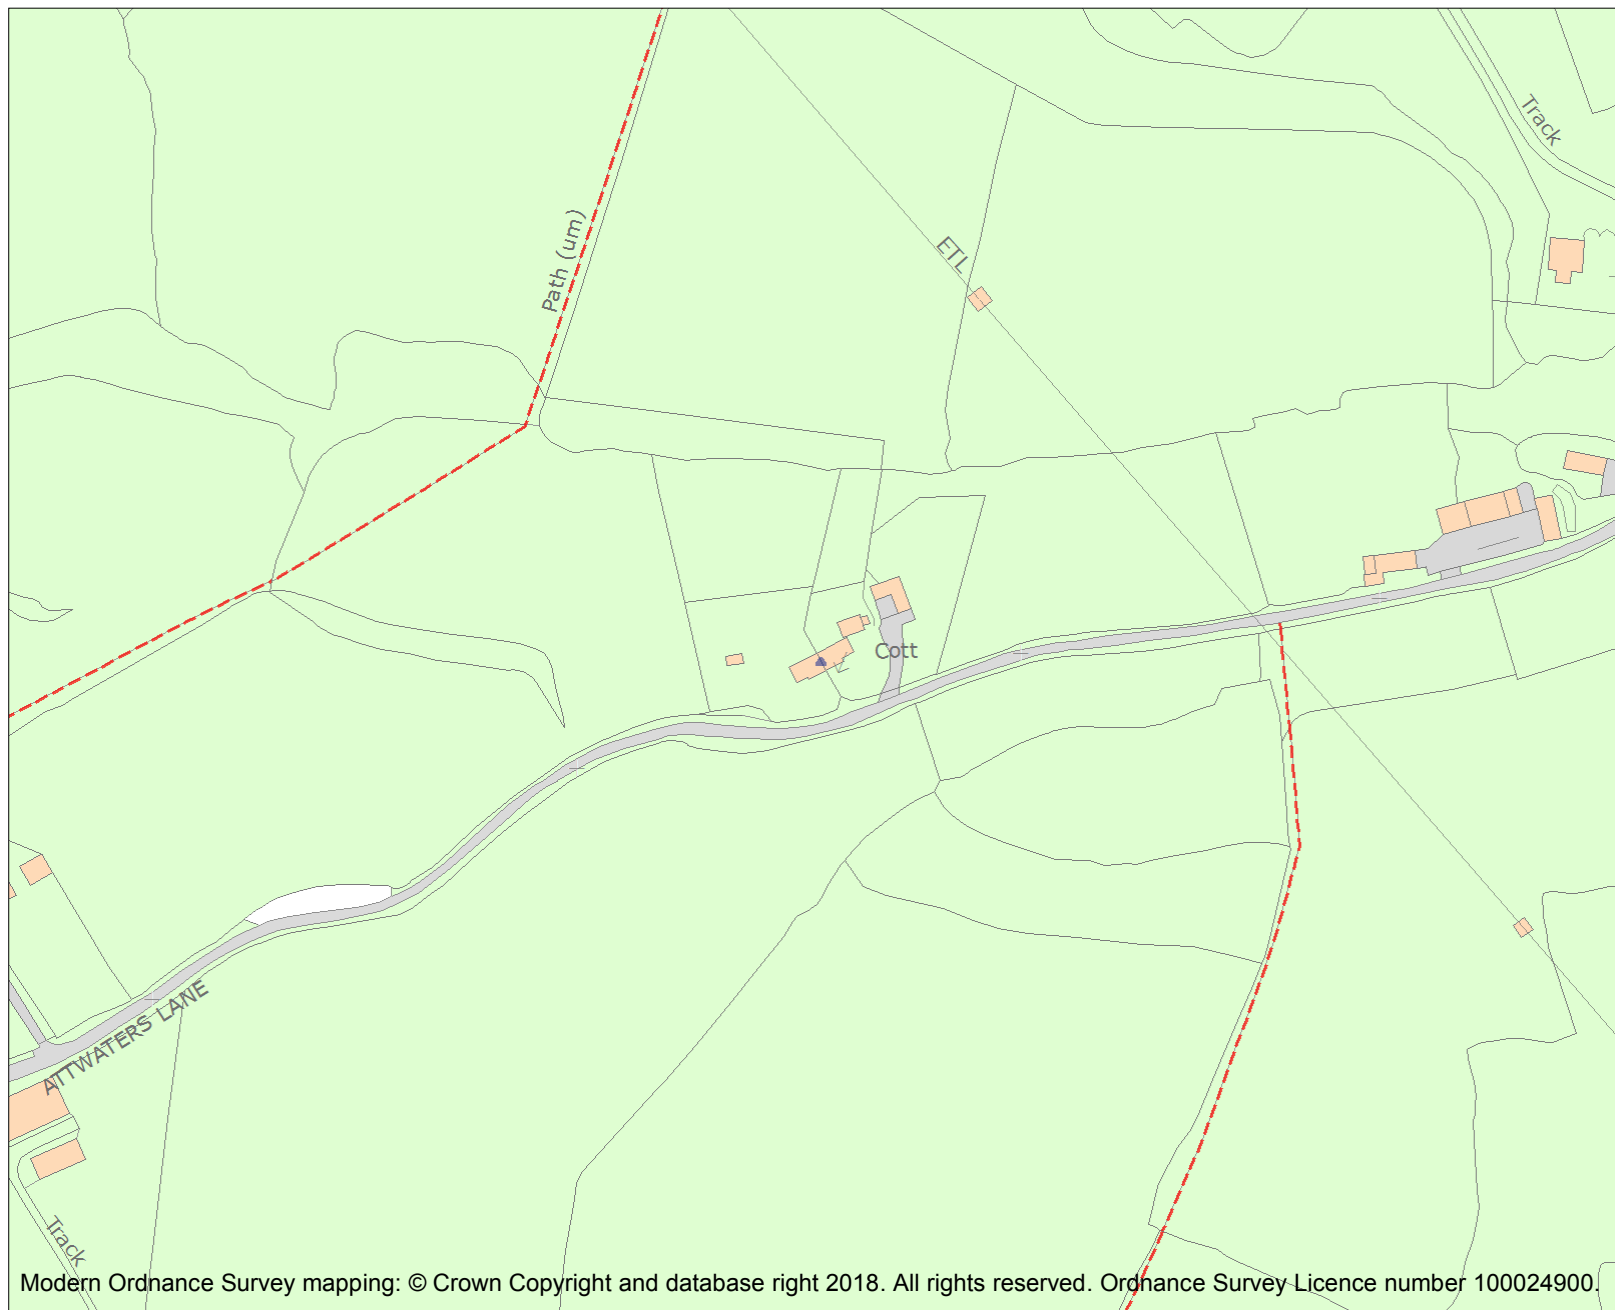 Track
Path (um)
ETL
Cott
ATTWATERS LANE
Track
Modern Ordnance Survey mapping: © Crown Copyright and database right 2018. All rights reserved. Ordnance Survey Licence number 100024900.